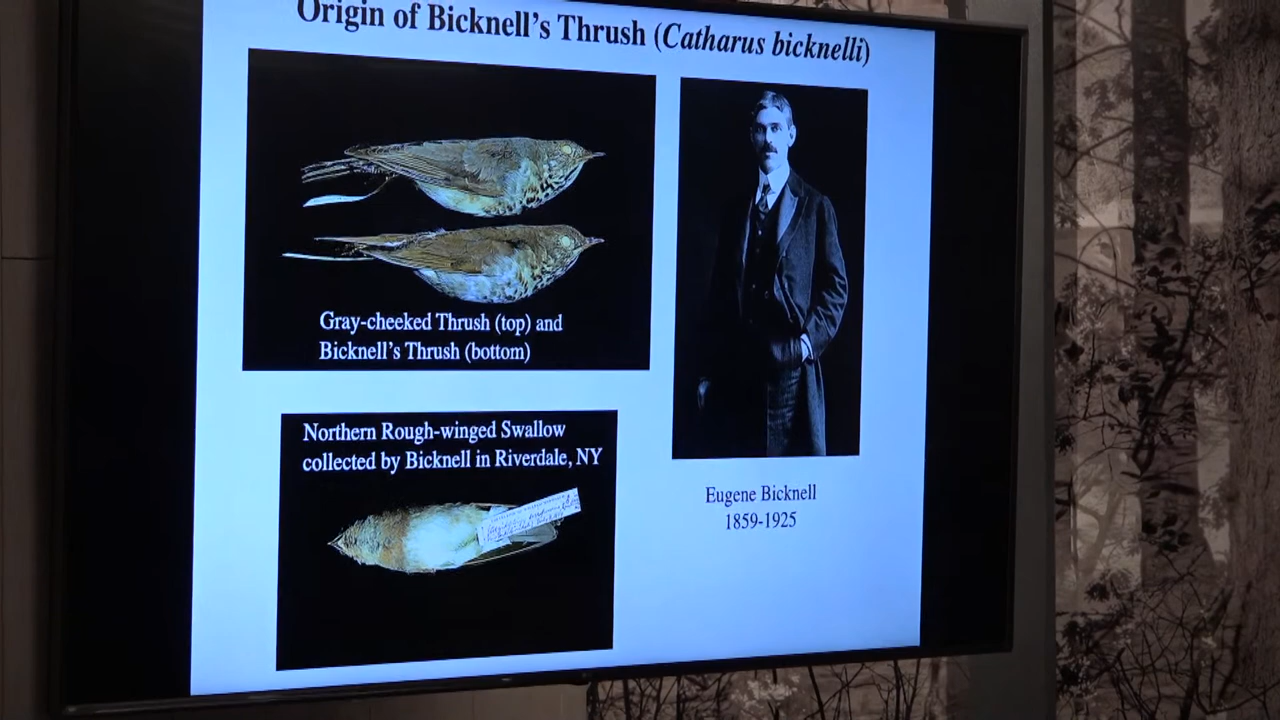 Origin of Bicknell's Thrush (Catharus bicknelli)
Gray-cheeked Thrush (top) and
Bicknell's Thrush (bottom)
Northern Rough-winged Swallow
collected by Bicknell in Riverdale, NY
Eugene Bicknell
1859-1925